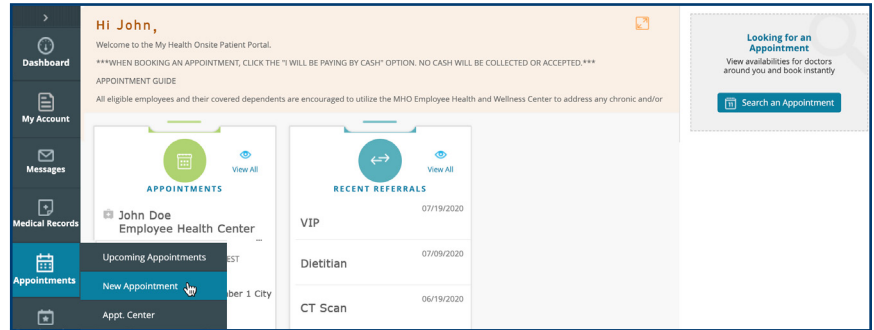 Hi John,
Welcome to the My Health Onsite Patient Portal.
***WHEN BOOKING AN APPOINTMENT, CLICK THE "I WILL BE PAYING BY CASH" OPTION. NO CASH WILL BE COLLECTED OR ACCEPTED.***
APPOINTMENT GUIDE
All eligible employees and their covered dependents are encouraged to utilize the MHO Employee Health and Wellness Center to address any chronic and/or
Dashboard
My Account
Messages
Medical Records
Appointments
View All
APPOINTMENTS
John Doe
Employee Health Center
...
EST
ber 1 City
Upcoming Appointments
New Appointment
Appt. Center
View All
RECENT REFERRALS
07/19/2020
VIP
07/09/2020
Dietitian
06/19/2020
CT Scan
Looking for an
Appointment
View availabilities for doctors
around you and book instantly
Search an Appointment